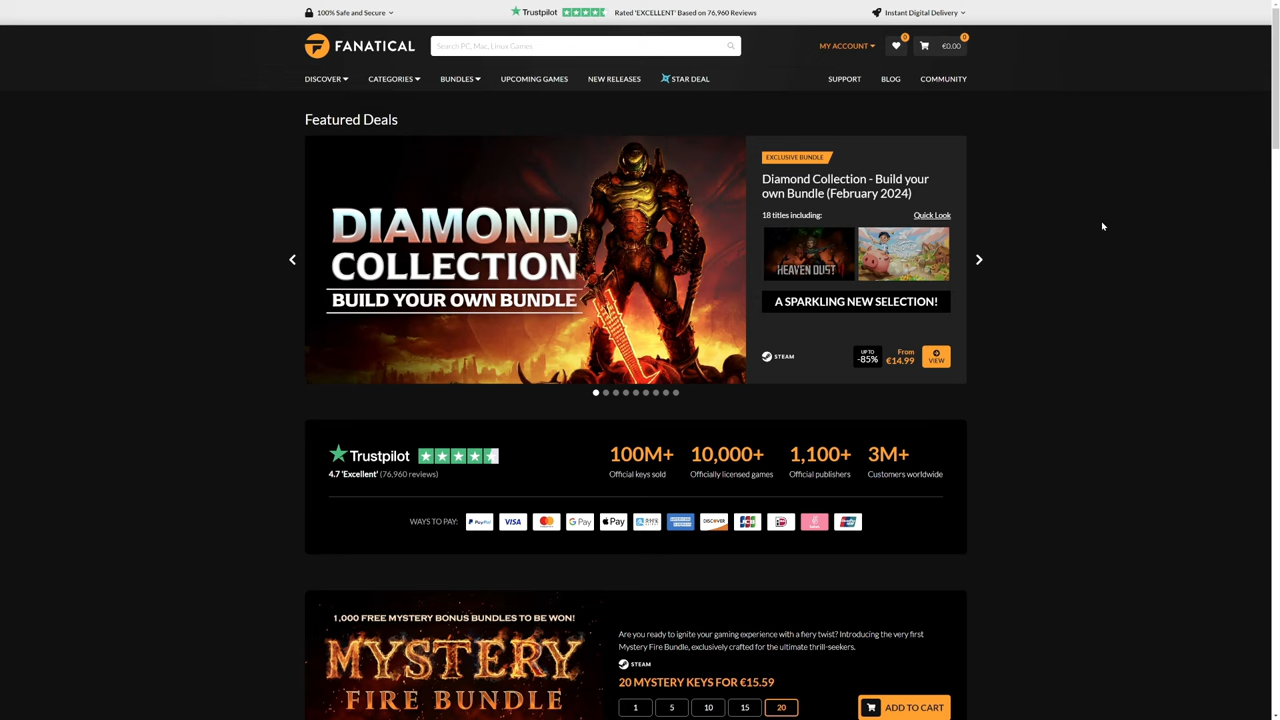 100% Safe and Secure
Trustpilot
Rated 'EXCELLENT' Based on 76,960 Reviews
Instant Digital Delivery
FANATICAL
Search PC, Mac, Linux Games
MY ACCOUNT
0
0
€0.00
DISCOVER
CATEGORIES
BUNDLES
UPCOMING GAMES
NEW RELEASES
STAR DEAL
SUPPORT
BLOG
COMMUNITY
Featured Deals
DIAMOND
COLLECTION
BUILD YOUR OWN BUNDLE
EXCLUSIVE BUNDLE
Diamond Collection - Build your
own Bundle (February 2024)
18 titles including:
Quick Look
HEAVEN DUST
A SPARKLING NEW SELECTION!
STEAM
UP TO
-85%
From
€14.99
VIEW
Trustpilot
4.7 'Excellent' (76,960 reviews)
100M+
Official keys sold
10,000+
Officially licensed games
1,100+
Official publishers
3M+
Customers worldwide
WAYS TO PAY:
PayPal
VISA
G Pay
Pay
DISCOVER
JCB
1,000 FREE MYSTERY BONUS BUNDLES TO BE WON!
MYSTERY
FIRE BUNDLE
Are you ready to ignite your gaming experience with a fiery twist? Introducing the very first
Mystery Fire Bundle, exclusively crafted for the ultimate thrill-seekers.
STEAM
20 MYSTERY KEYS FOR €15.59
1
5
10
15
20
ADD TO CART